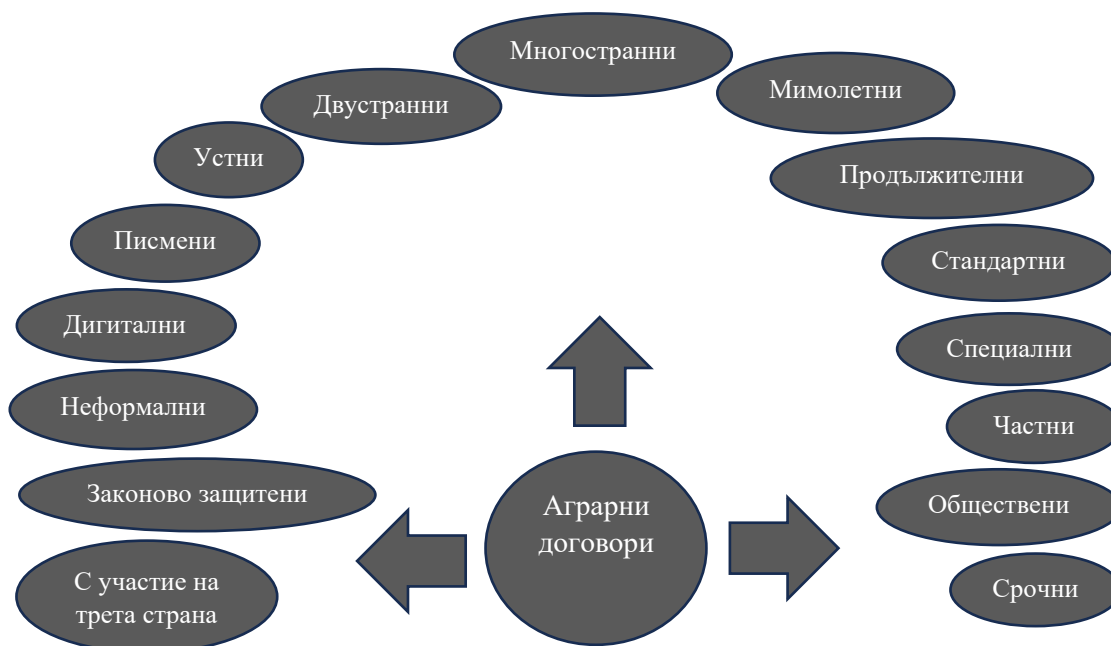 Многостранни
Мимолетни
Двустранни
Устни
Продължителни
Писмени
Стандартни
Дигитални
Специални
Неформални
Частни
Законово защитени
Обществени
Аграрни
договори
С участие на
трета страна
Срочни